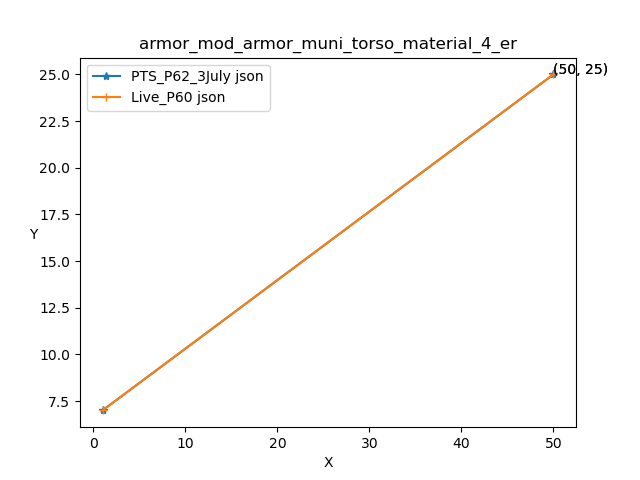 armor_mod_armor_muni_torso_material_4_er
PTS_P62_3July json
Live_P60 json
(50, 25)
25.0
22.5
20.0
17.5
15.0
12.5
10.0
7.5
Y
0 10 20 30 40 50
X